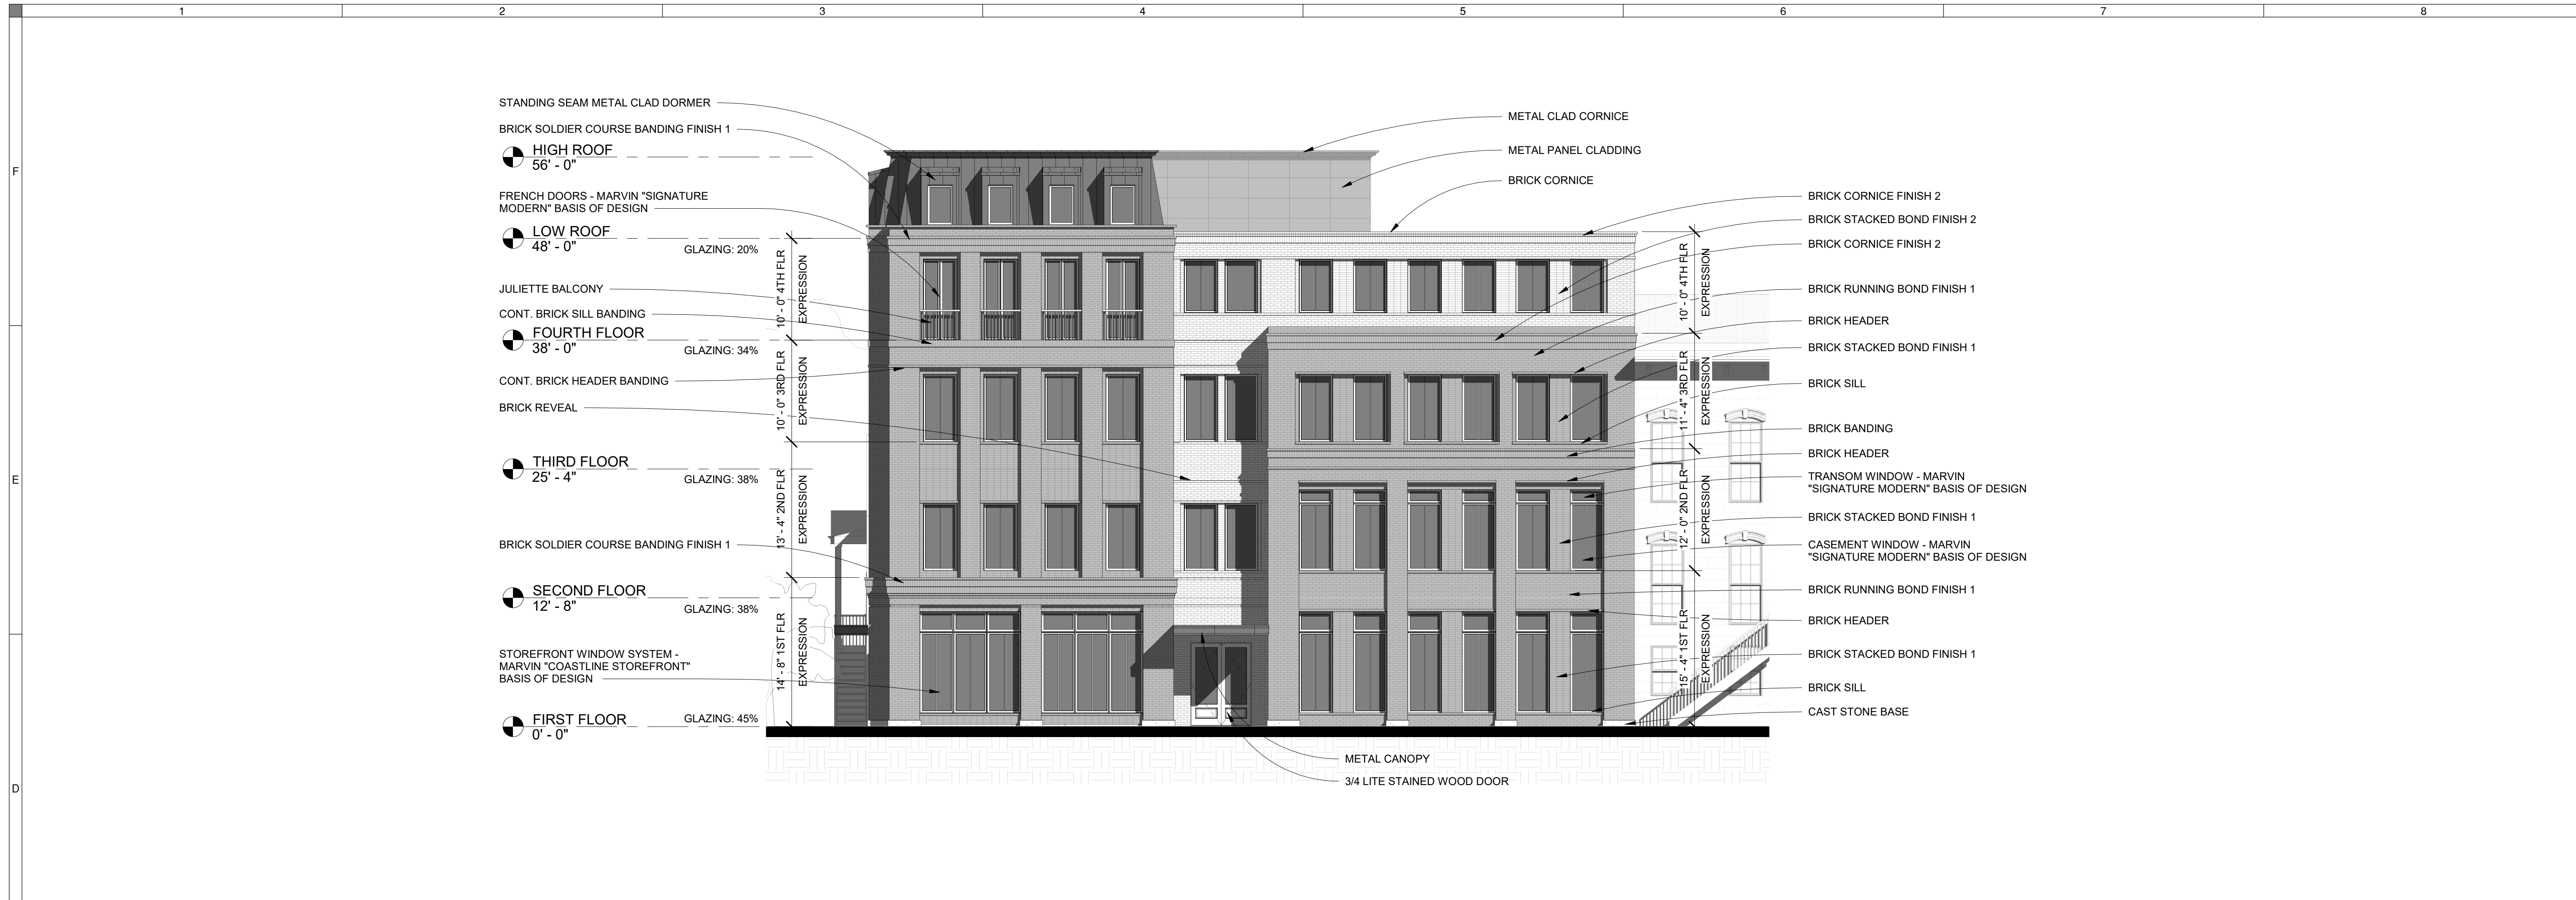 1 2 3 4 5 6 7 8
F
E
D
STANDING SEAM METAL CLAD DORMER
BRICK SOLDIER COURSE BANDING FINISH 1
HIGH ROOF
56' - 0"
FRENCH DOORS - MARVIN "SIGNATURE
MODERN" BASIS OF DESIGN
LOW ROOF
48' - 0"
GLAZING: 20%
JULIETTE BALCONY
CONT. BRICK SILL BANDING
FOURTH FLOOR
38' - 0"
GLAZING: 34%
CONT. BRICK HEADER BANDING
BRICK REVEAL
THIRD FLOOR
25' - 4"
GLAZING: 38%
BRICK SOLDIER COURSE BANDING FINISH 1
SECOND FLOOR
12' - 8"
GLAZING: 38%
STOREFRONT WINDOW SYSTEM -
MARVIN "COASTLINE STOREFRONT"
BASIS OF DESIGN
FIRST FLOOR
0' - 0"
GLAZING: 45%
10' - 0" 4TH FLR
EXPRESSION
10' - 0" 3RD FLR
EXPRESSION
13' - 4" 2ND FLR
EXPRESSION
14' - 8" 1ST FLR
EXPRESSION
METAL CLAD CORNICE
METAL PANEL CLADDING
BRICK CORNICE
10' - 0" 4TH FLR
EXPRESSION
11' - 4" 3RD FLR
EXPRESSION
12' - 0" 2ND FLR
EXPRESSION
15' - 4" 1ST FLR
EXPRESSION
BRICK CORNICE FINISH 2
BRICK STACKED BOND FINISH 2
BRICK CORNICE FINISH 2
BRICK RUNNING BOND FINISH 1
BRICK HEADER
BRICK STACKED BOND FINISH 1
BRICK SILL
BRICK BANDING
BRICK HEADER
TRANSOM WINDOW - MARVIN
"SIGNATURE MODERN" BASIS OF DESIGN
BRICK STACKED BOND FINISH 1
CASEMENT WINDOW - MARVIN
"SIGNATURE MODERN" BASIS OF DESIGN
BRICK RUNNING BOND FINISH 1
BRICK HEADER
BRICK STACKED BOND FINISH 1
BRICK SILL
CAST STONE BASE
METAL CANOPY
3/4 LITE STAINED WOOD DOOR